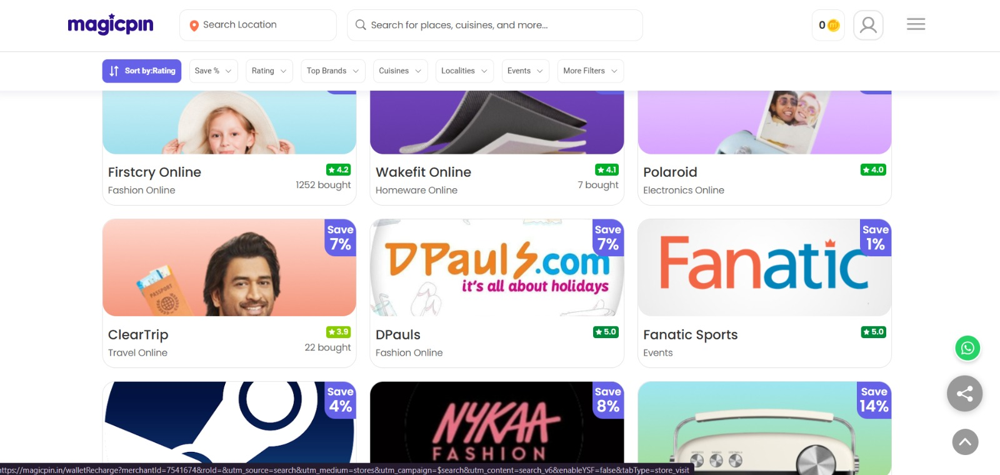 magicpin
Search Location
Search for places, cuisines, and more...
0
Sort by:Rating
Save %
Rating
Top Brands
Cuisines
Localities
Events
More Filters
Firstcry Online
4.2
Fashion Online
1252 bought
Wakefit Online
4.1
Homeware Online
7 bought
Polaroid
4.0
Electronics Online
Save
7%
PASSPORT
ClearTrip
3.9
Travel Online
22 bought
Save
7%
DPauls.com
it's all about holidays
DPauls
5.0
Fashion Online
Save
1%
Fanatic
Fanatic Sports
5.0
Events
Save
4%
Save
8%
NYKAA
FASHION
Save
14%
https://magicpin.in/walletRecharge?merchantId=7541674&roId=&utm_source=search&utm_medium=stores&utm_campaign=$search&utm_content=search_v6&enableYSF=false&tabType=store_visit